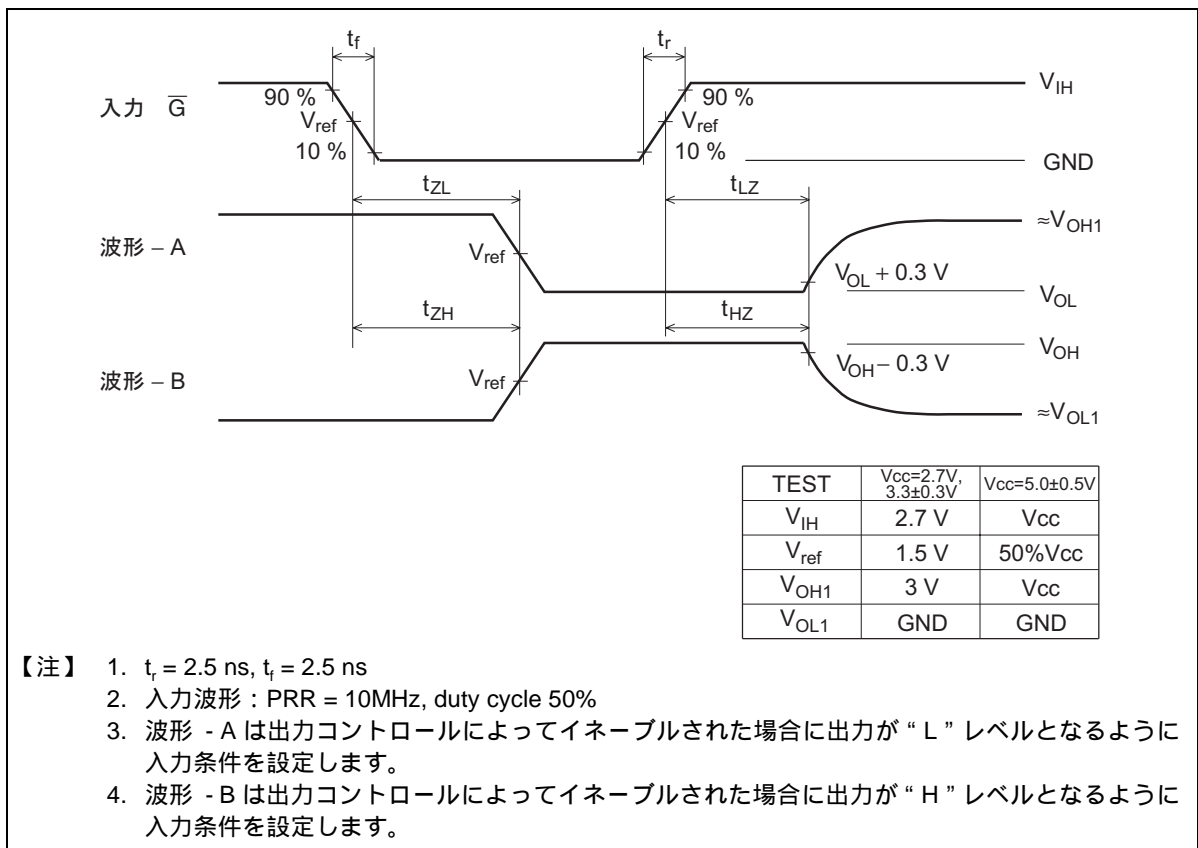 tf
tr
入力 G̅
90 %
Vref
10 %
90 %
Vref
10 %
VIH
GND
tZL
tLZ
波形 – A
Vref
≈VOH1
VOL + 0.3 V
VOL
tZH
tHZ
波形 – B
Vref
VOH
VOH – 0.3 V
≈VOL1
TEST Vcc=2.7V, 3.3±0.3V Vcc=5.0±0.5V
VIH 2.7 V Vcc
Vref 1.5 V 50%Vcc
VOH1 3 V Vcc
VOL1 GND GND
【注】 1. tr = 2.5 ns, tf = 2.5 ns
2. 入力波形 : PRR = 10MHz, duty cycle 50%
3. 波形 - A は出力コントロールによってイネーブルされた場合に出力が “ L ” レベルとなるように
入力条件を設定します。
4. 波形 - B は出力コントロールによってイネーブルされた場合に出力が “ H ” レベルとなるように
入力条件を設定します。